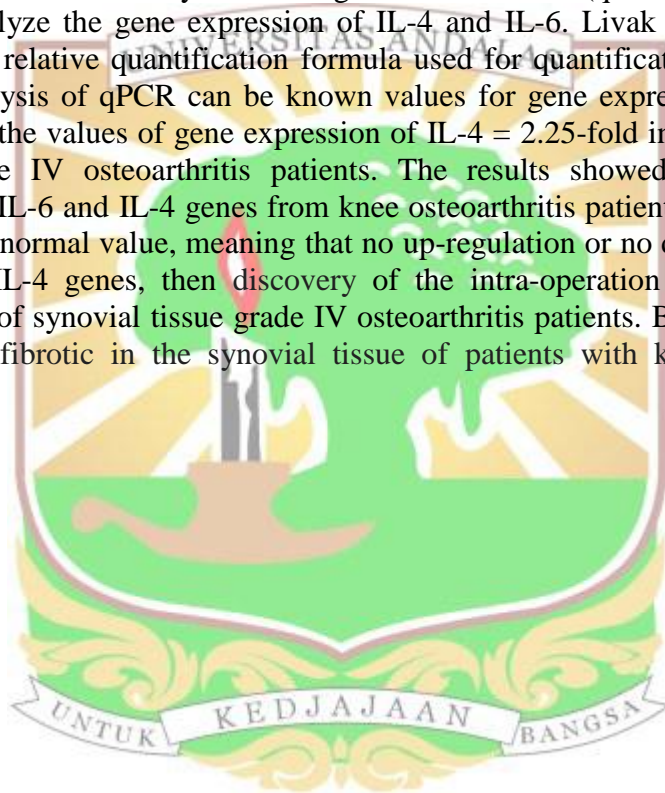 lyze the gene expression of IL-4 and IL-6. Livak
UNIVERSITAS ANDALAS
relative quantification formula used for quantificat
lysis of qPCR can be known values for gene expre
the values of gene expression of IL-4 = 2.25-fold in
e IV osteoarthritis patients. The results showed
IL-6 and IL-4 genes from knee osteoarthritis patient
normal value, meaning that no up-regulation or no
IL-4 genes, then discovery of the intra-operation
of synovial tissue grade IV osteoarthritis patients. B
fibrotic in the synovial tissue of patients with k
UNTUK KEDJAJAAN BANGSA